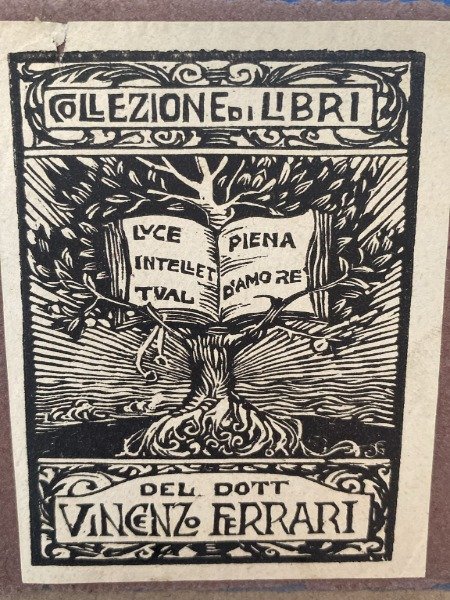 COLLEZIONE DI LIBRI
LVCE
INTELLET
TVAL
PIENA
D'AMORE
DEL DOTT
VINCENZO FERRARI